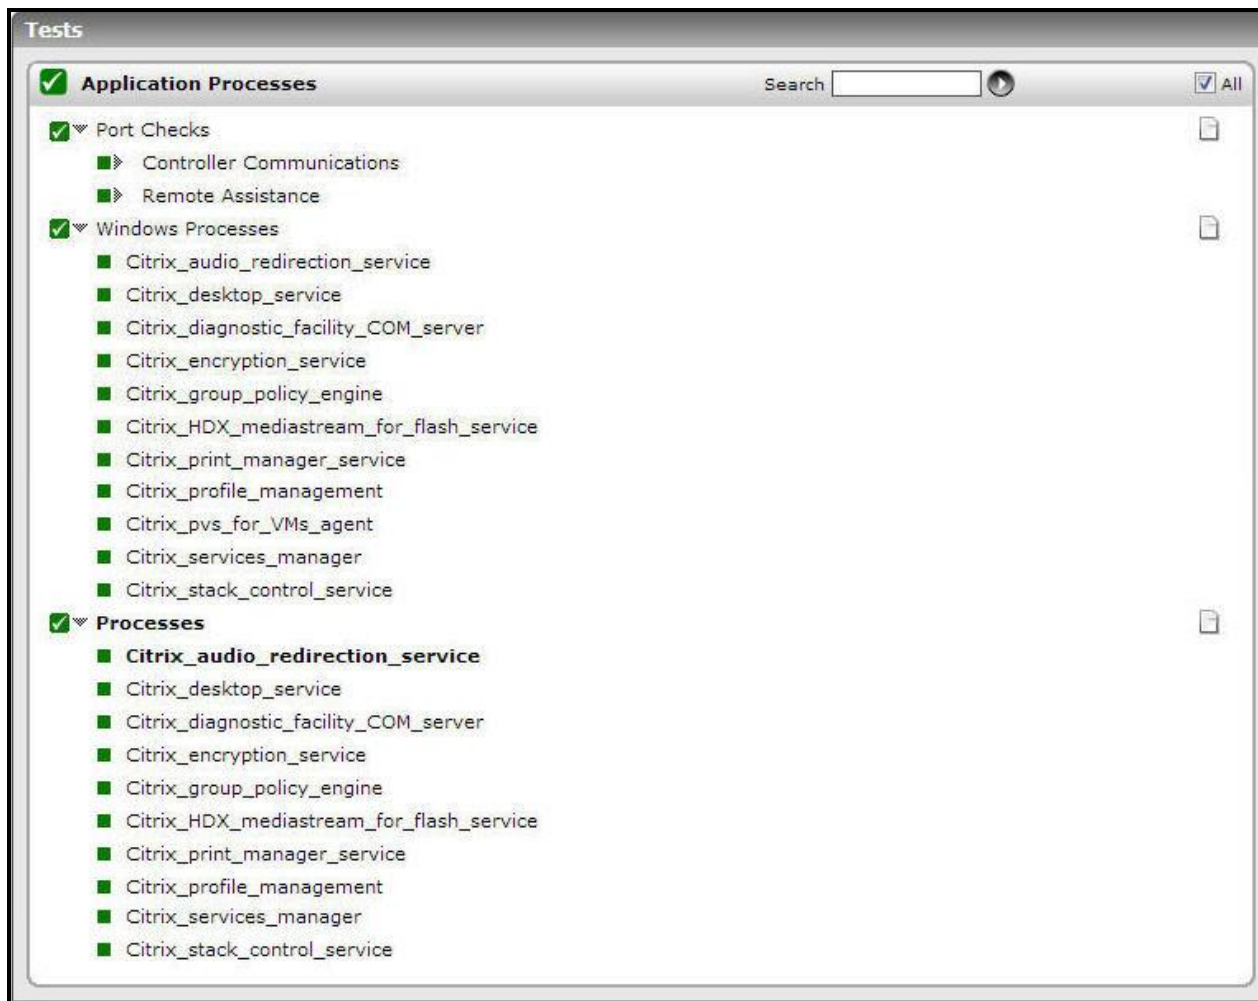 Tests
Application Processes Search All
Port Checks
Controller Communications
Remote Assistance
Windows Processes
Citrix_audio_redirection_service
Citrix_desktop_service
Citrix_diagnostic_facility_COM_server
Citrix_encryption_service
Citrix_group_policy_engine
Citrix_HDX_mediastream_for_flash_service
Citrix_print_manager_service
Citrix_profile_management
Citrix_pvs_for_VMs_agent
Citrix_services_manager
Citrix_stack_control_service
Processes
Citrix_audio_redirection_service
Citrix_desktop_service
Citrix_diagnostic_facility_COM_server
Citrix_encryption_service
Citrix_group_policy_engine
Citrix_HDX_mediastream_for_flash_service
Citrix_print_manager_service
Citrix_profile_management
Citrix_services_manager
Citrix_stack_control_service